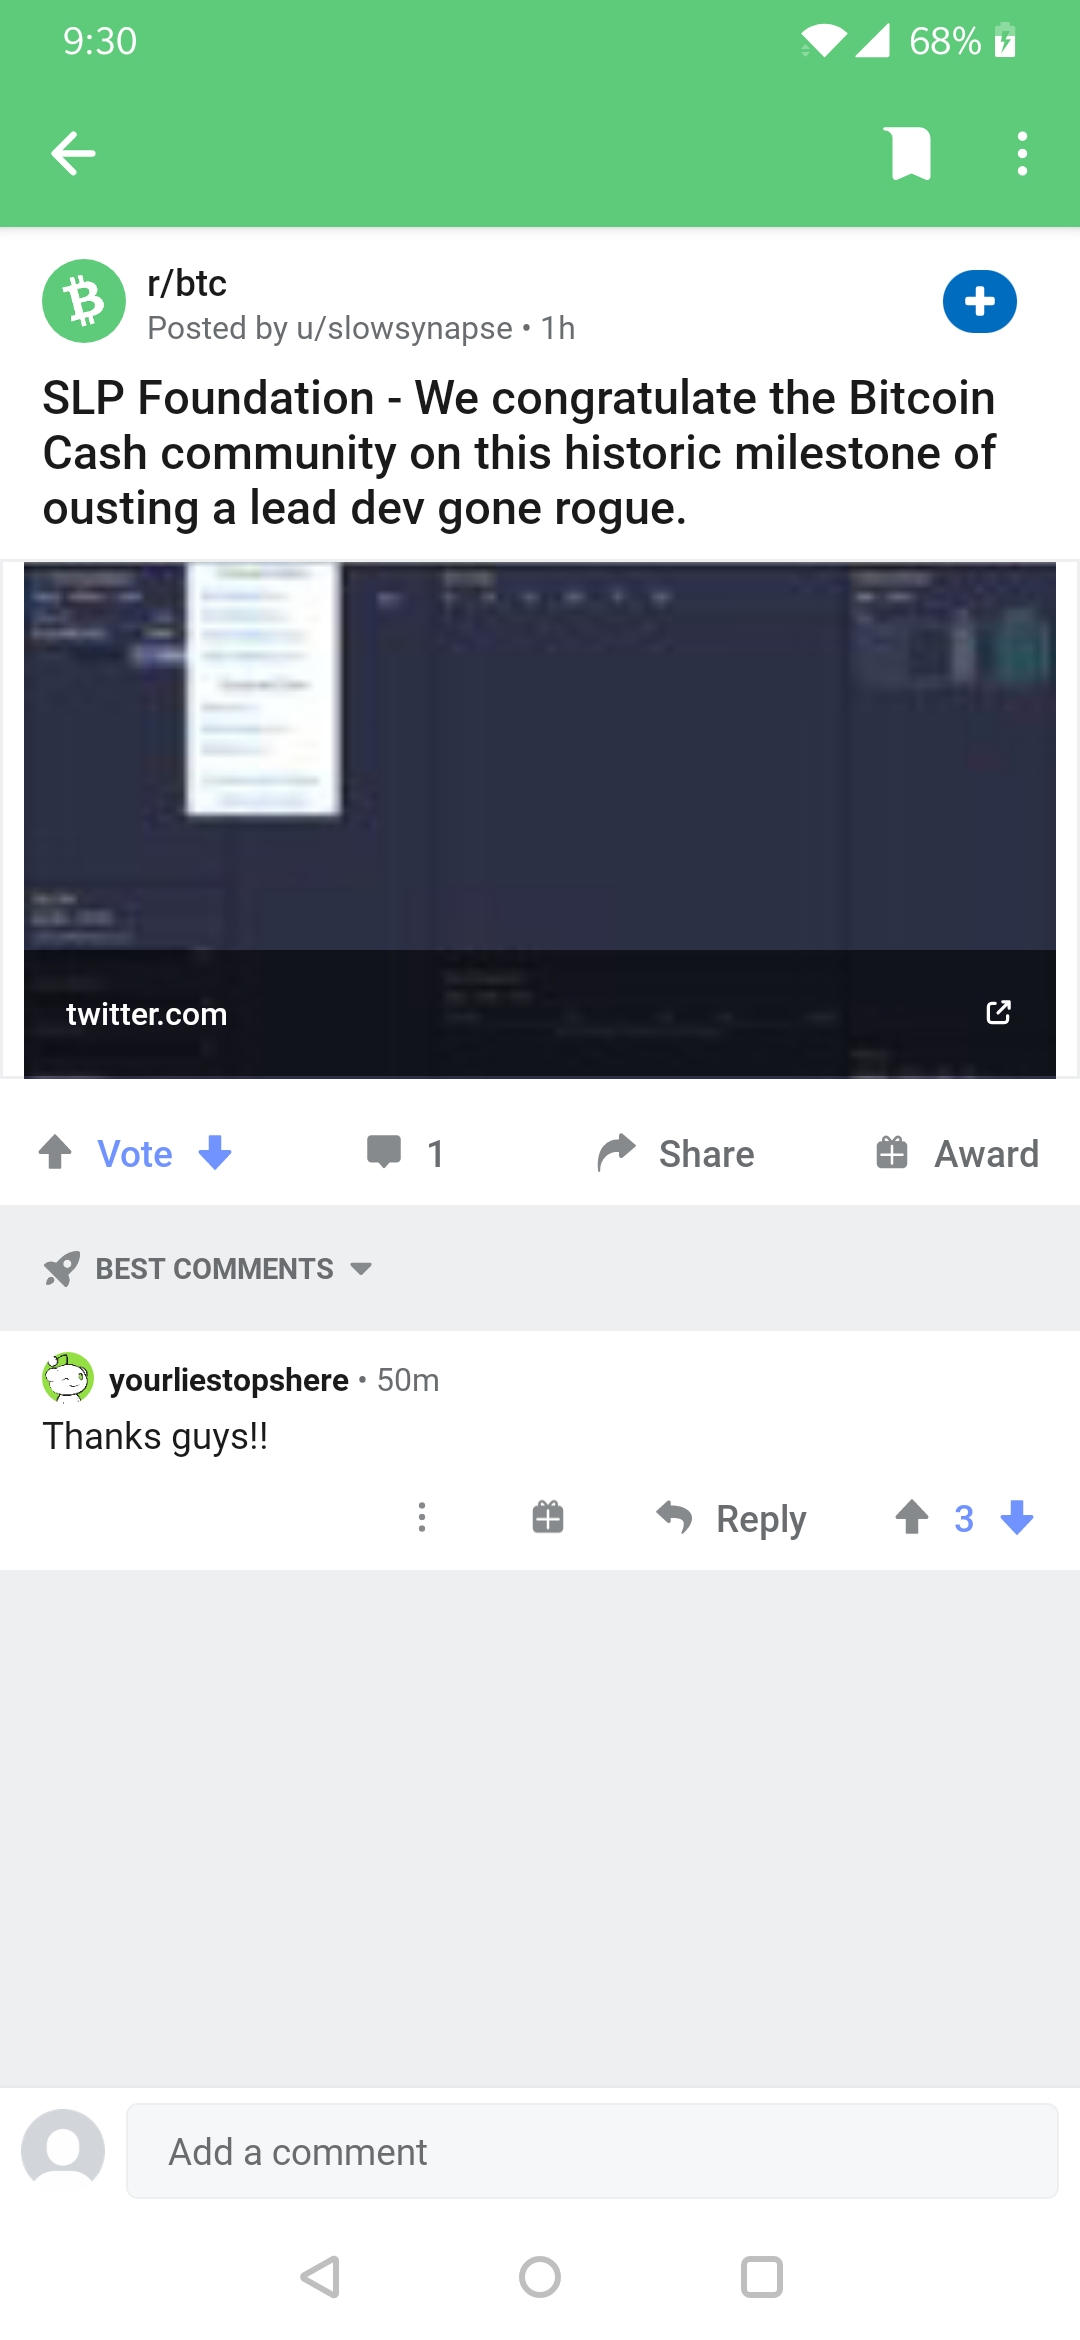 9:30
68%
r/btc
Posted by u/slowsynapse • 1h
SLP Foundation - We congratulate the Bitcoin
Cash community on this historic milestone of
ousting a lead dev gone rogue.
twitter.com
Vote
1
Share
Award
BEST COMMENTS
yourliestopshere • 50m
Thanks guys!!
Reply
3
Add a comment